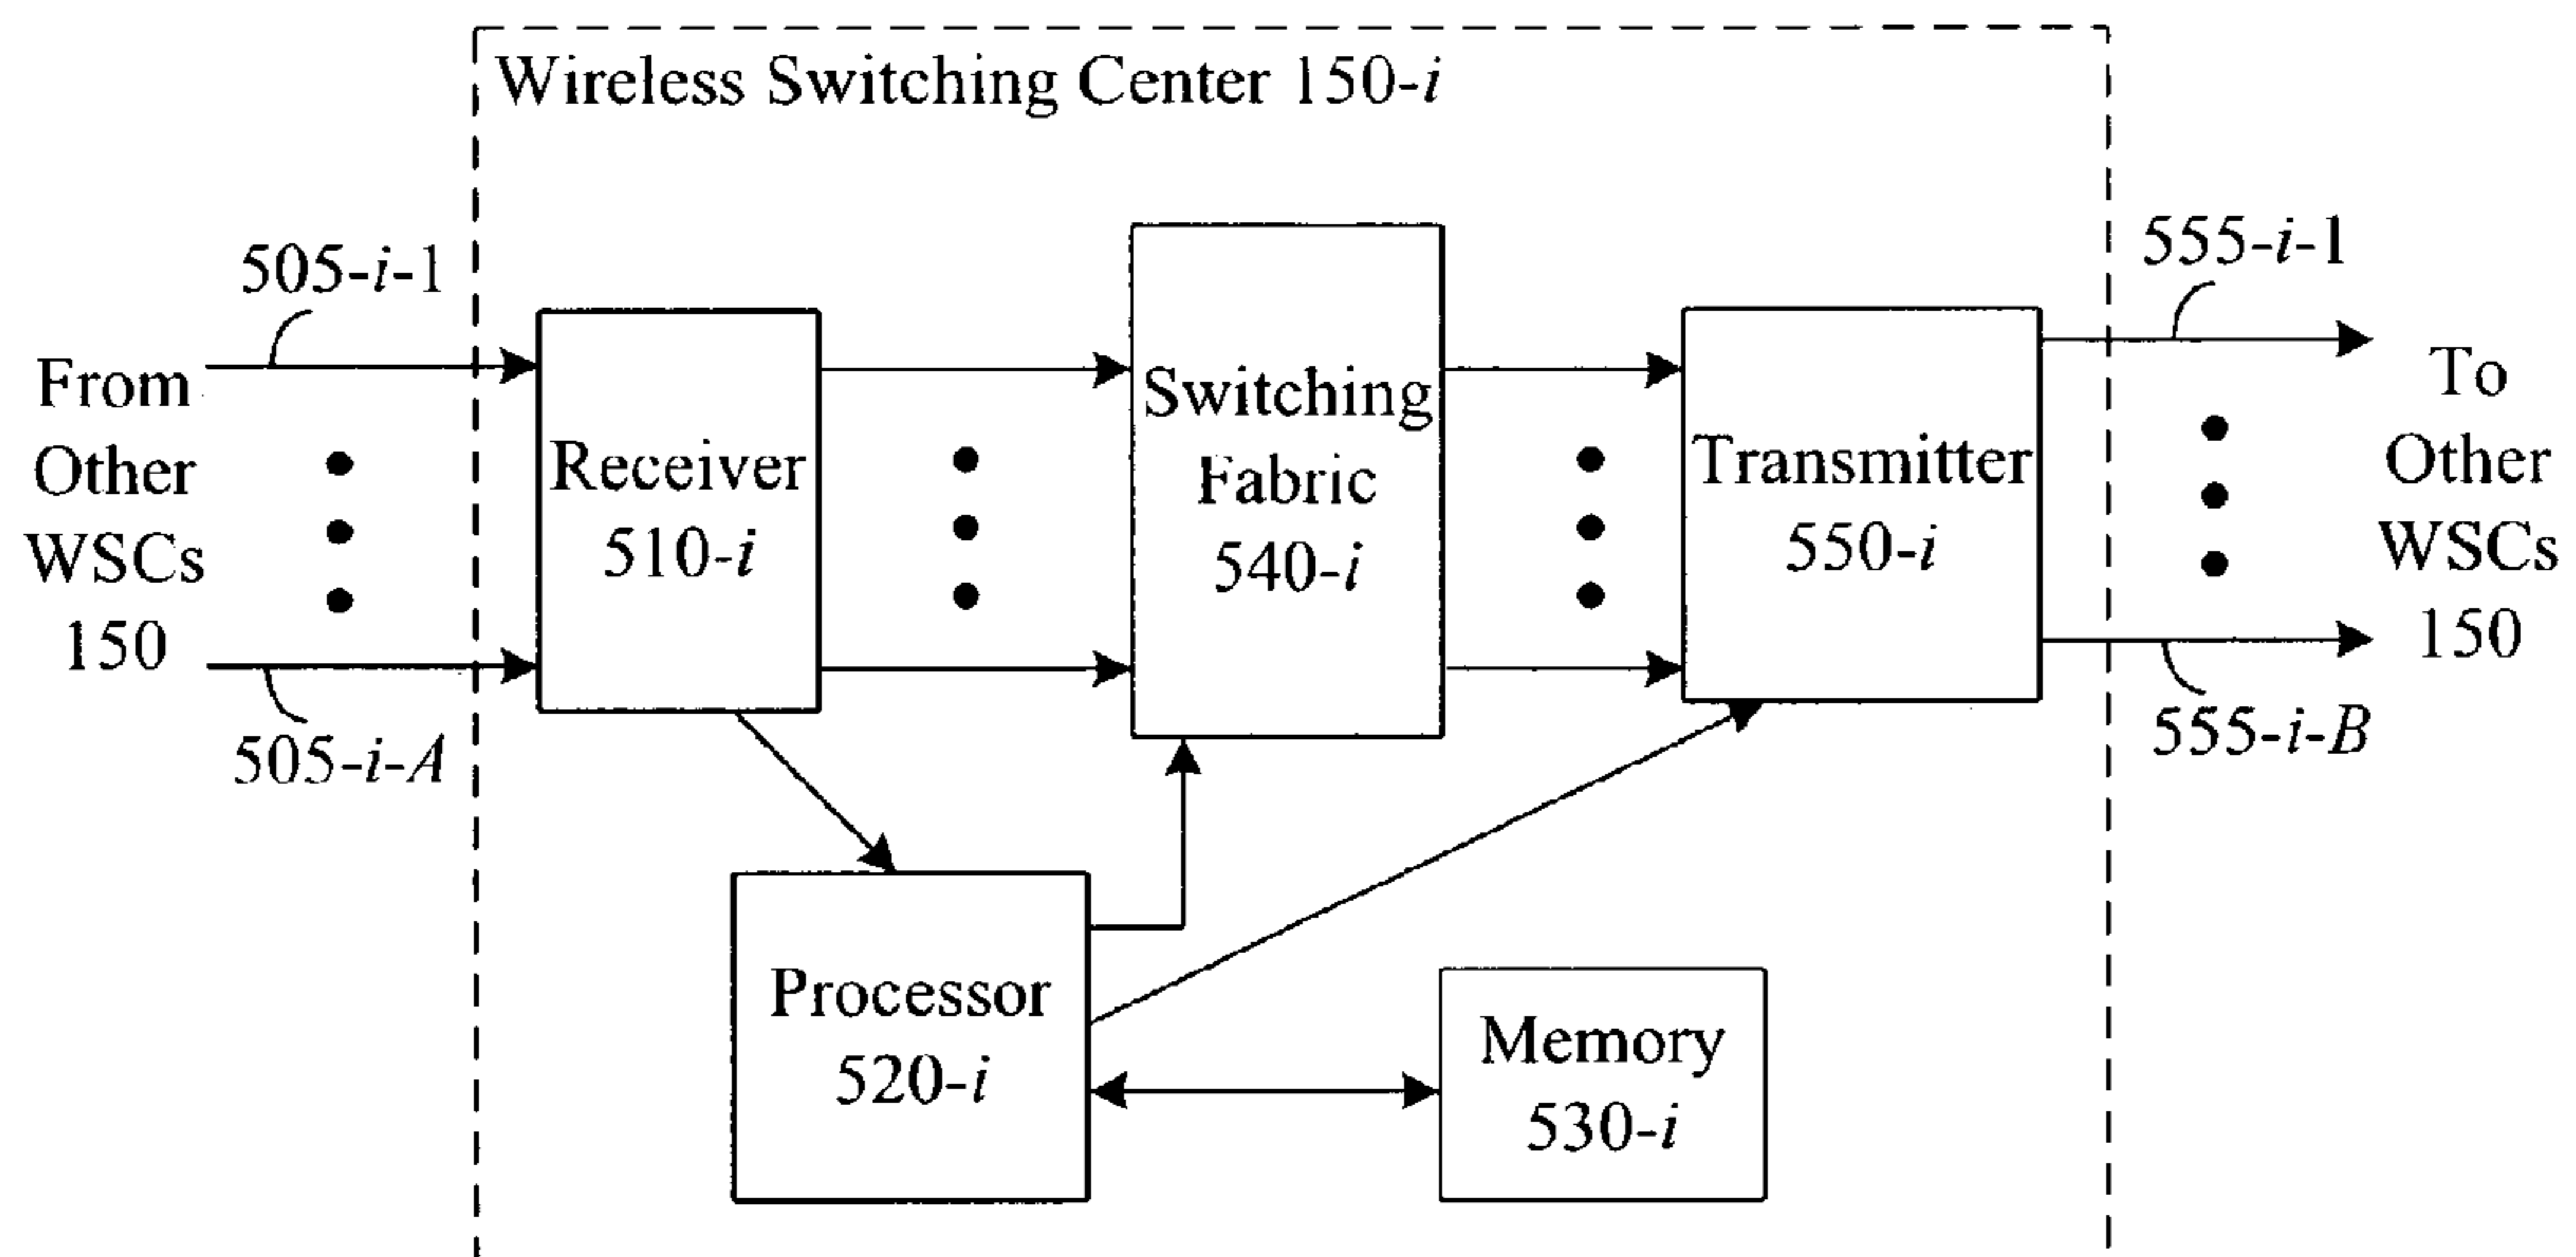 Wireless Switching Center 150-i
505-i-1
From
Other
WSCs
150
505-i-A
Receiver
510-i
Switching
Fabric
540-i
Transmitter
550-i
555-i-1
To
Other
WSCs
150
555-i-B
Processor
520-i
Memory
530-i